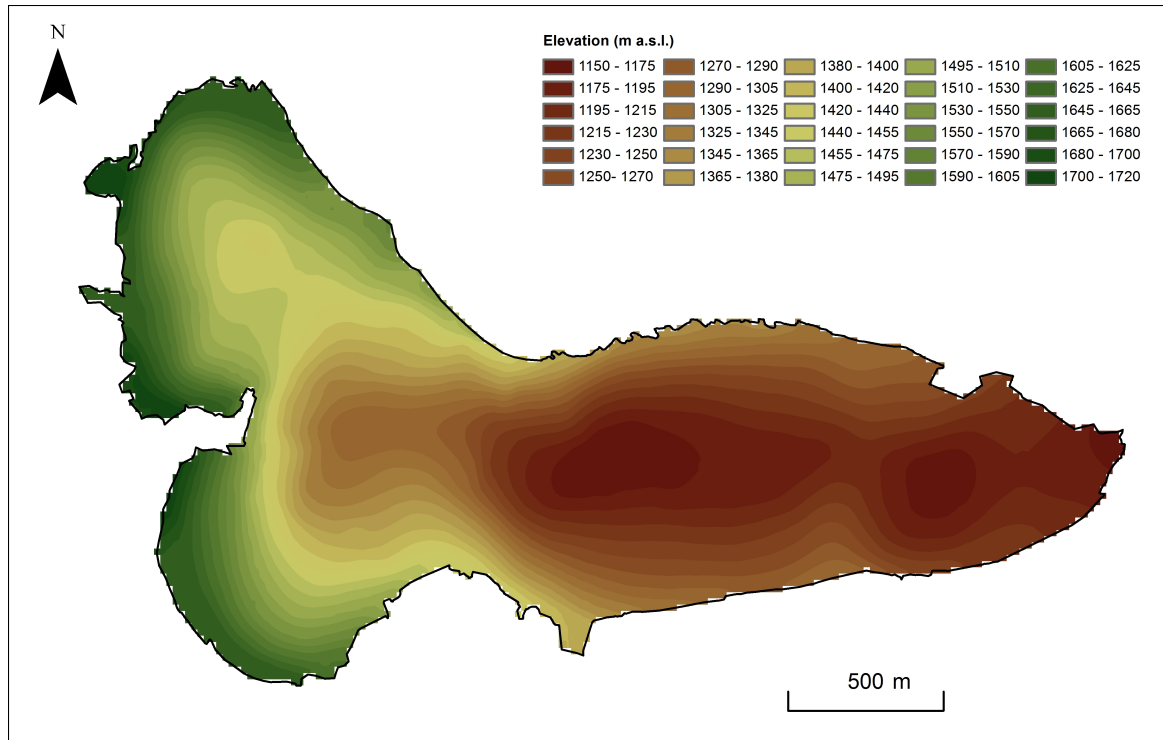 N
Elevation (m a.s.l.)
1150 - 1175 1270 - 1290 1380 - 1400 1495 - 1510 1605 - 1625
1175 - 1195 1290 - 1305 1400 - 1420 1510 - 1530 1625 - 1645
1195 - 1215 1305 - 1325 1420 - 1440 1530 - 1550 1645 - 1665
1215 - 1230 1325 - 1345 1440 - 1455 1550 - 1570 1665 - 1680
1230 - 1250 1345 - 1365 1455 - 1475 1570 - 1590 1680 - 1700
1250- 1270 1365 - 1380 1475 - 1495 1590 - 1605 1700 - 1720
500 m